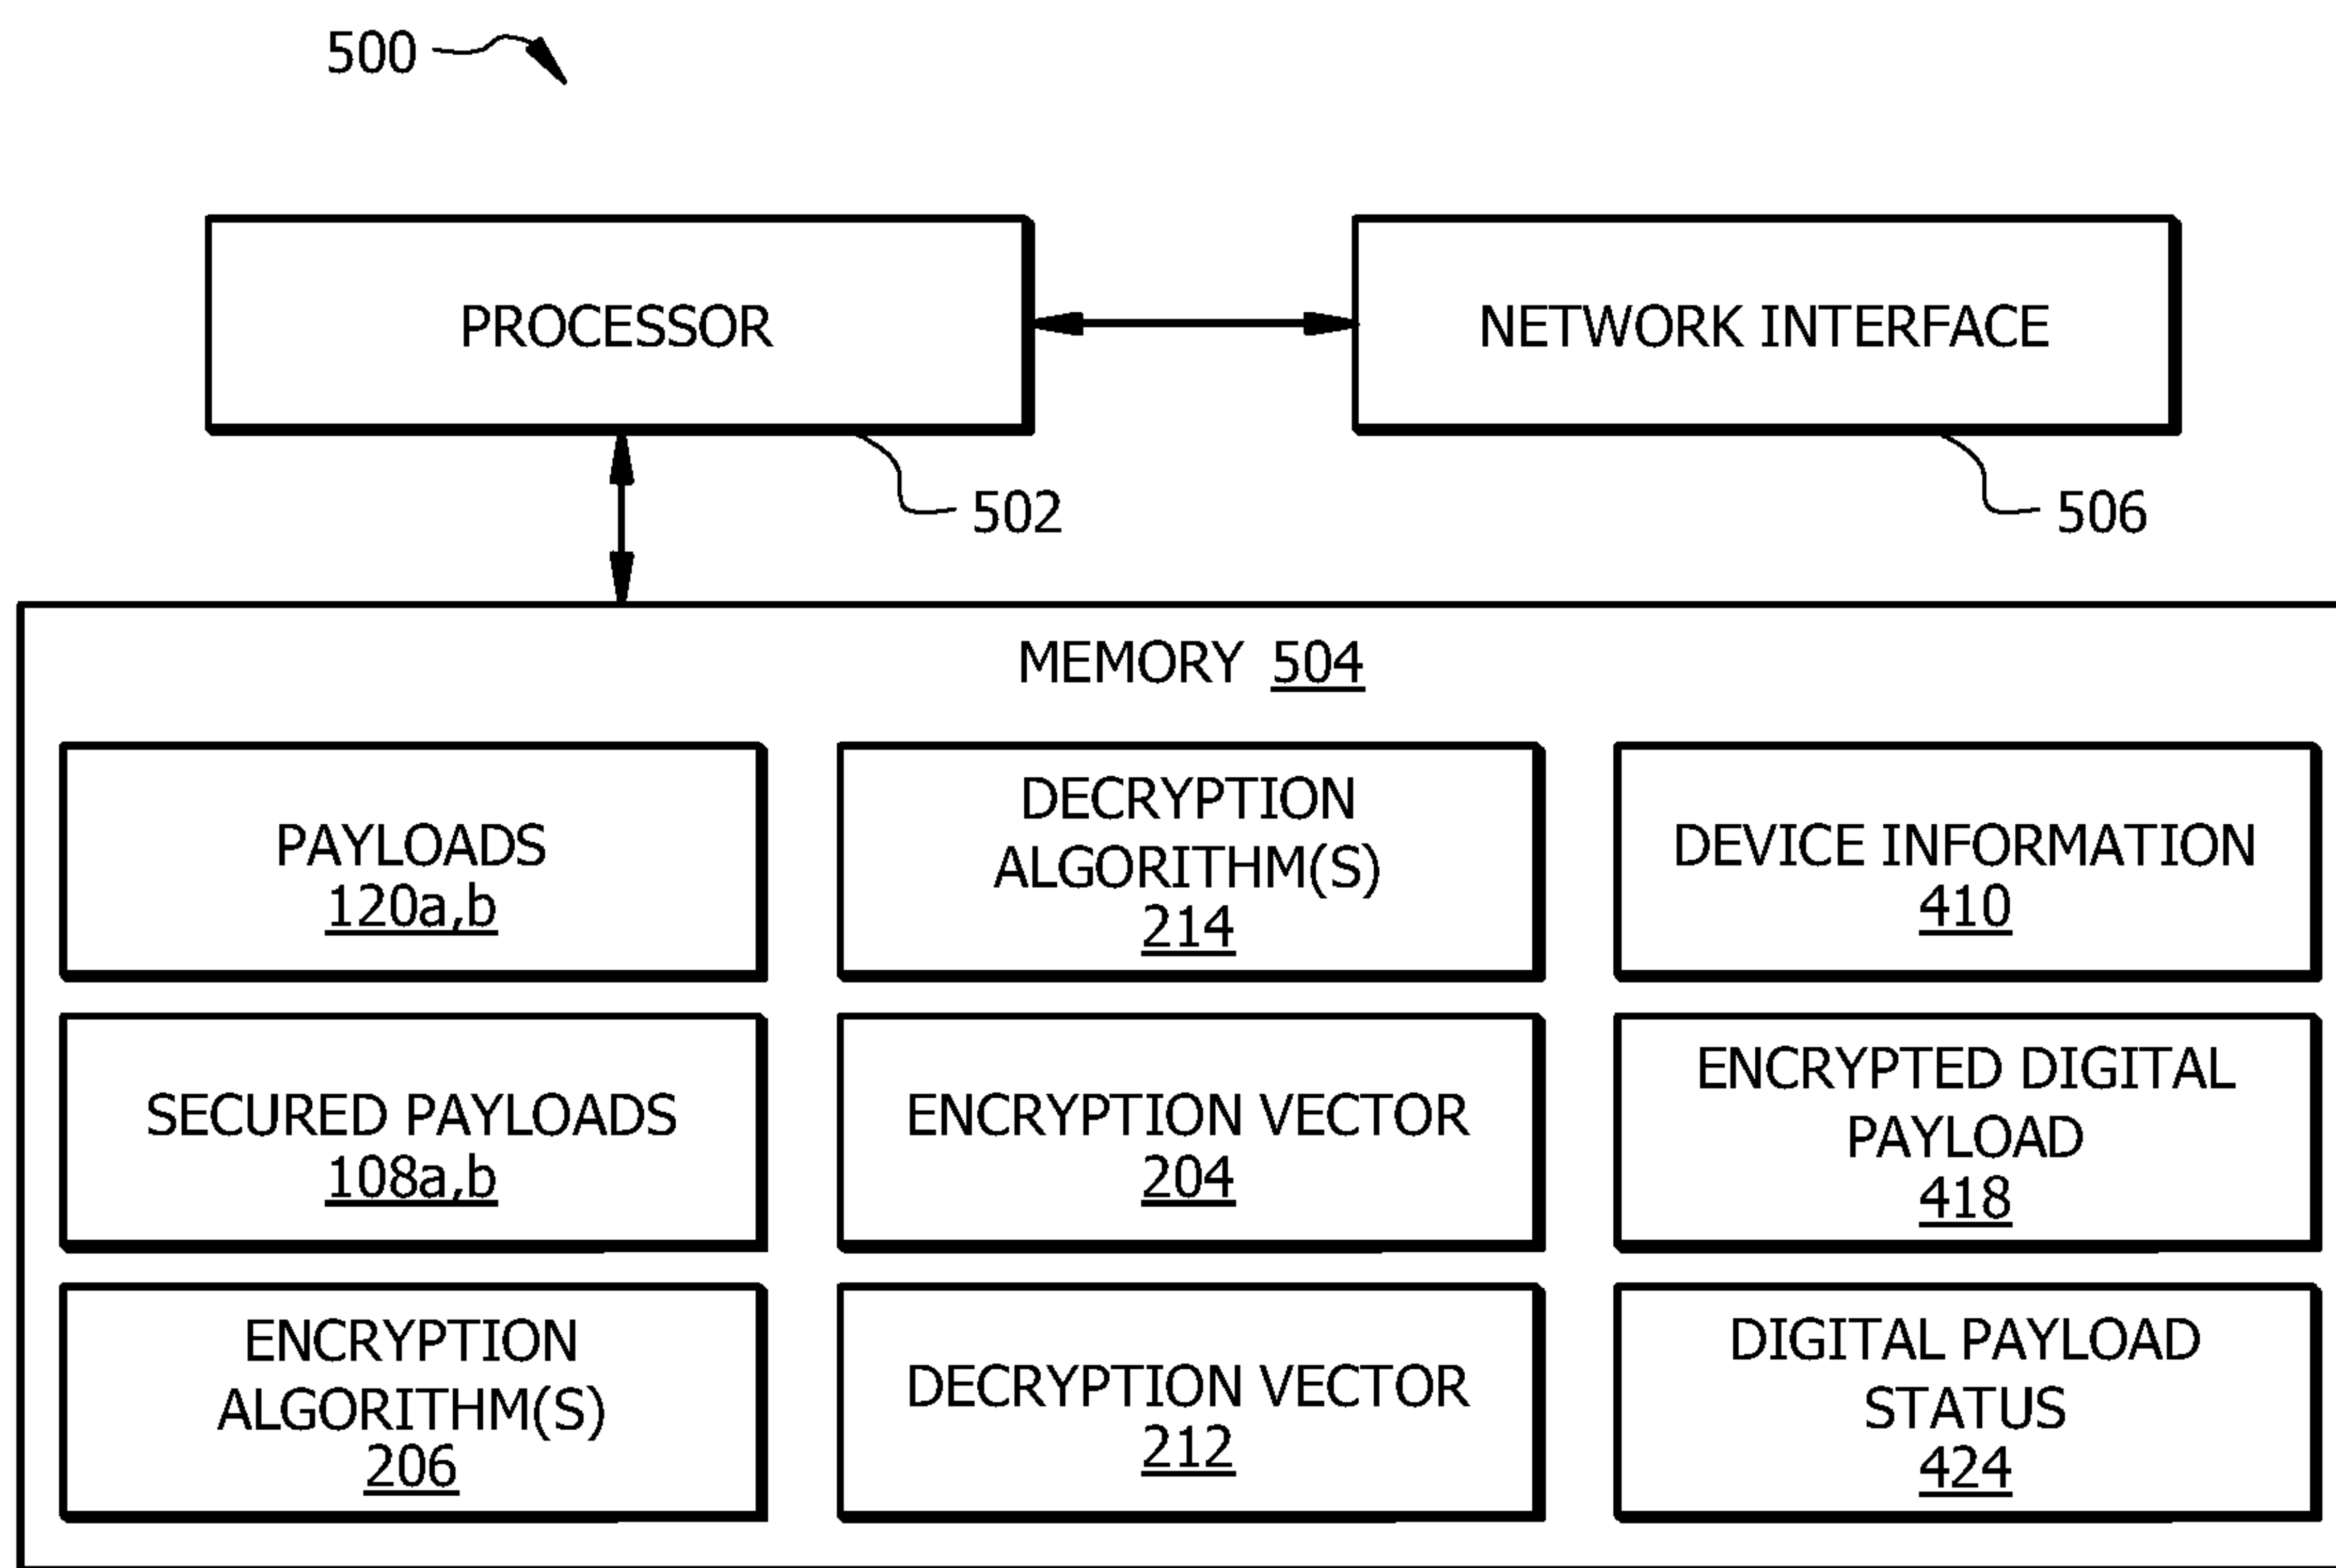 500
PROCESSOR
NETWORK INTERFACE
502
506
MEMORY 504
PAYLOADS
120a,b
DECRYPTION
ALGORITHM(S)
214
DEVICE INFORMATION
410
SECURED PAYLOADS
108a,b
ENCRYPTION VECTOR
204
ENCRYPTED DIGITAL
PAYLOAD
418
ENCRYPTION
ALGORITHM(S)
206
DECRYPTION VECTOR
212
DIGITAL PAYLOAD
STATUS
424